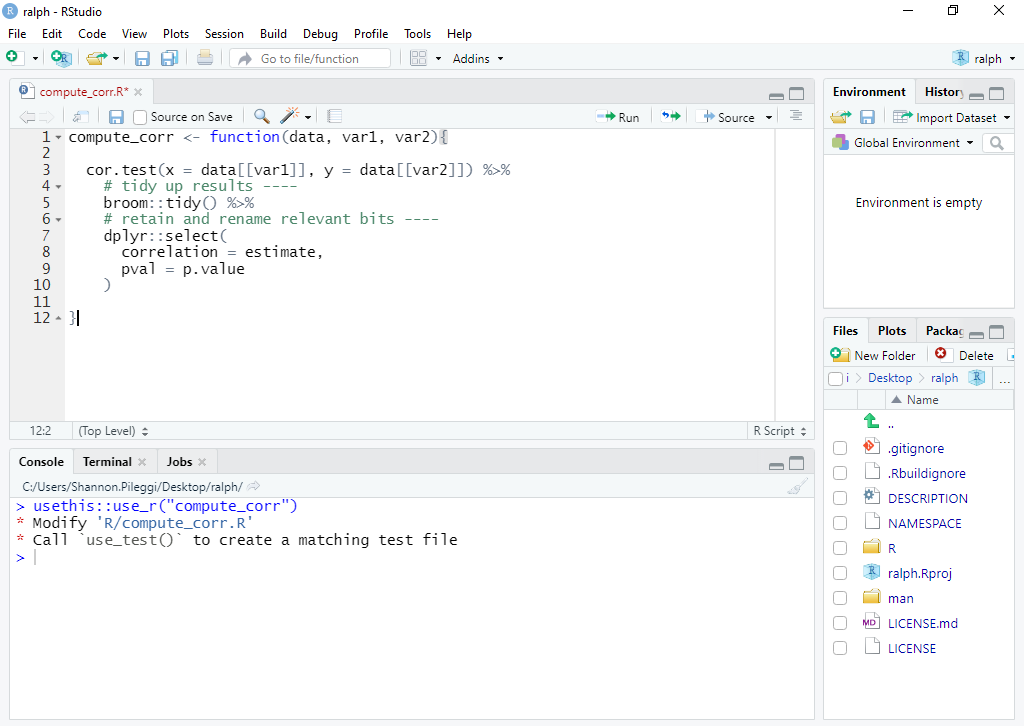 ralph - RStudio
File Edit Code View Plots Session Build Debug Profile Tools Help
Go to file/function Addins ralph
compute_corr.R*
Source on Save Run Source
1 compute_corr <- function(data, var1, var2){
2
3 cor.test(x = data[[var1]], y = data[[var2]]) %>%
4 # tidy up results ----
5 broom::tidy() %>%
6 # retain and rename relevant bits ----
7 dplyr::select(
8 correlation = estimate,
9 pval = p.value
10 )
11
12 }
12:2 (Top Level) R Script
Console Terminal Jobs
C:/Users/Shannon.Pileggi/Desktop/ralph/
> usethis::use_r("compute_corr")
* Modify 'R/compute_corr.R'
* Call `use_test()` to create a matching test file
>
Environment History
Import Dataset
Global Environment
Environment is empty
Files Plots Packag
New Folder Delete
i > Desktop > ralph ...
Name
..
.gitignore
.Rbuildignore
DESCRIPTION
NAMESPACE
R
ralph.Rproj
man
MD LICENSE.md
LICENSE